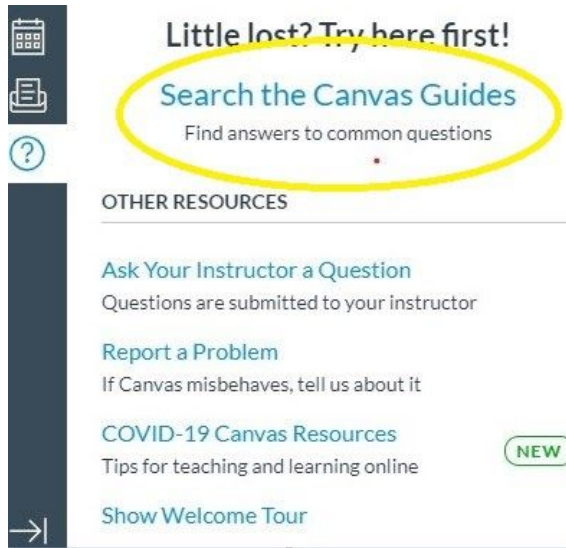 Little lost? Try here first!
Search the Canvas Guides
Find answers to common questions
OTHER RESOURCES
Ask Your Instructor a Question
Questions are submitted to your instructor
Report a Problem
If Canvas misbehaves, tell us about it
COVID-19 Canvas Resources
NEW
Tips for teaching and learning online
Show Welcome Tour